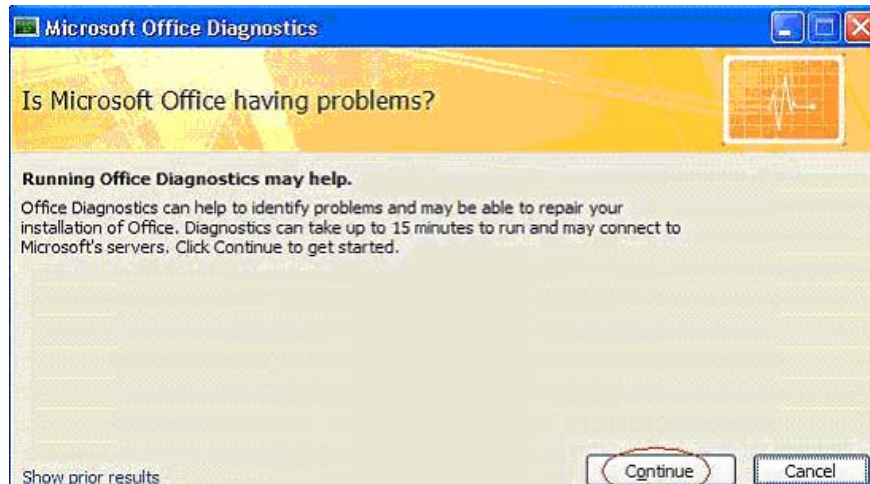 Microsoft Office Diagnostics
Is Microsoft Office having problems?
Running Office Diagnostics may help.
Office Diagnostics can help to identify problems and may be able to repair your
installation of Office. Diagnostics can take up to 15 minutes to run and may connect to
Microsoft's servers. Click Continue to get started.
Show prior results
Continue
Cancel